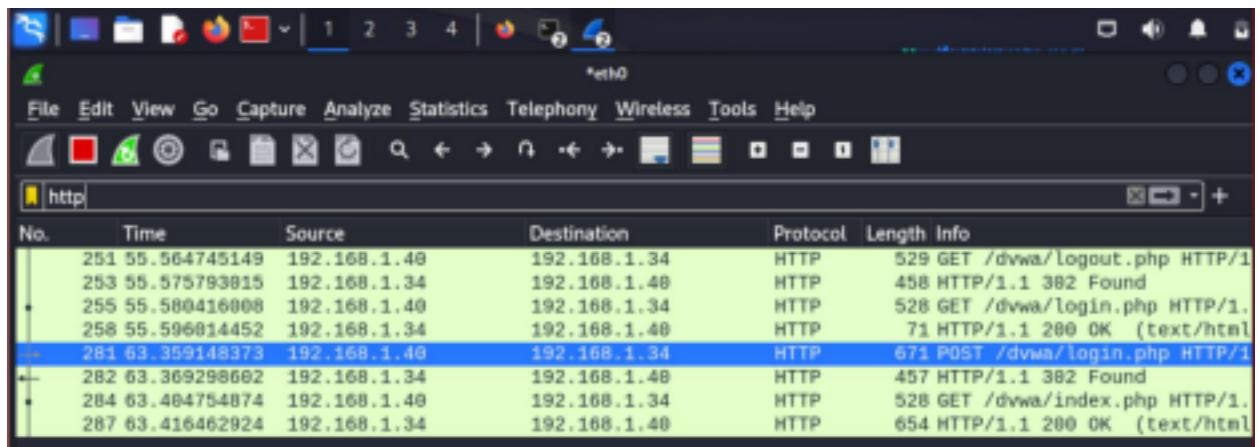 1 2 3 4
*eth0
File Edit View Go Capture Analyze Statistics Telephony Wireless Tools Help
http
No. Time Source Destination Protocol Length Info
251 55.564745149 192.168.1.40 192.168.1.34 HTTP 529 GET /dvwa/logout.php HTTP/1
253 55.575793015 192.168.1.34 192.168.1.40 HTTP 458 HTTP/1.1 302 Found
255 55.580416008 192.168.1.40 192.168.1.34 HTTP 528 GET /dvwa/login.php HTTP/1.
258 55.596014452 192.168.1.34 192.168.1.40 HTTP 71 HTTP/1.1 200 OK (text/html
281 63.359148373 192.168.1.40 192.168.1.34 HTTP 671 POST /dvwa/login.php HTTP/1
282 63.369298602 192.168.1.34 192.168.1.40 HTTP 457 HTTP/1.1 302 Found
284 63.404754874 192.168.1.40 192.168.1.34 HTTP 528 GET /dvwa/index.php HTTP/1.
287 63.416462924 192.168.1.34 192.168.1.40 HTTP 654 HTTP/1.1 200 OK (text/html